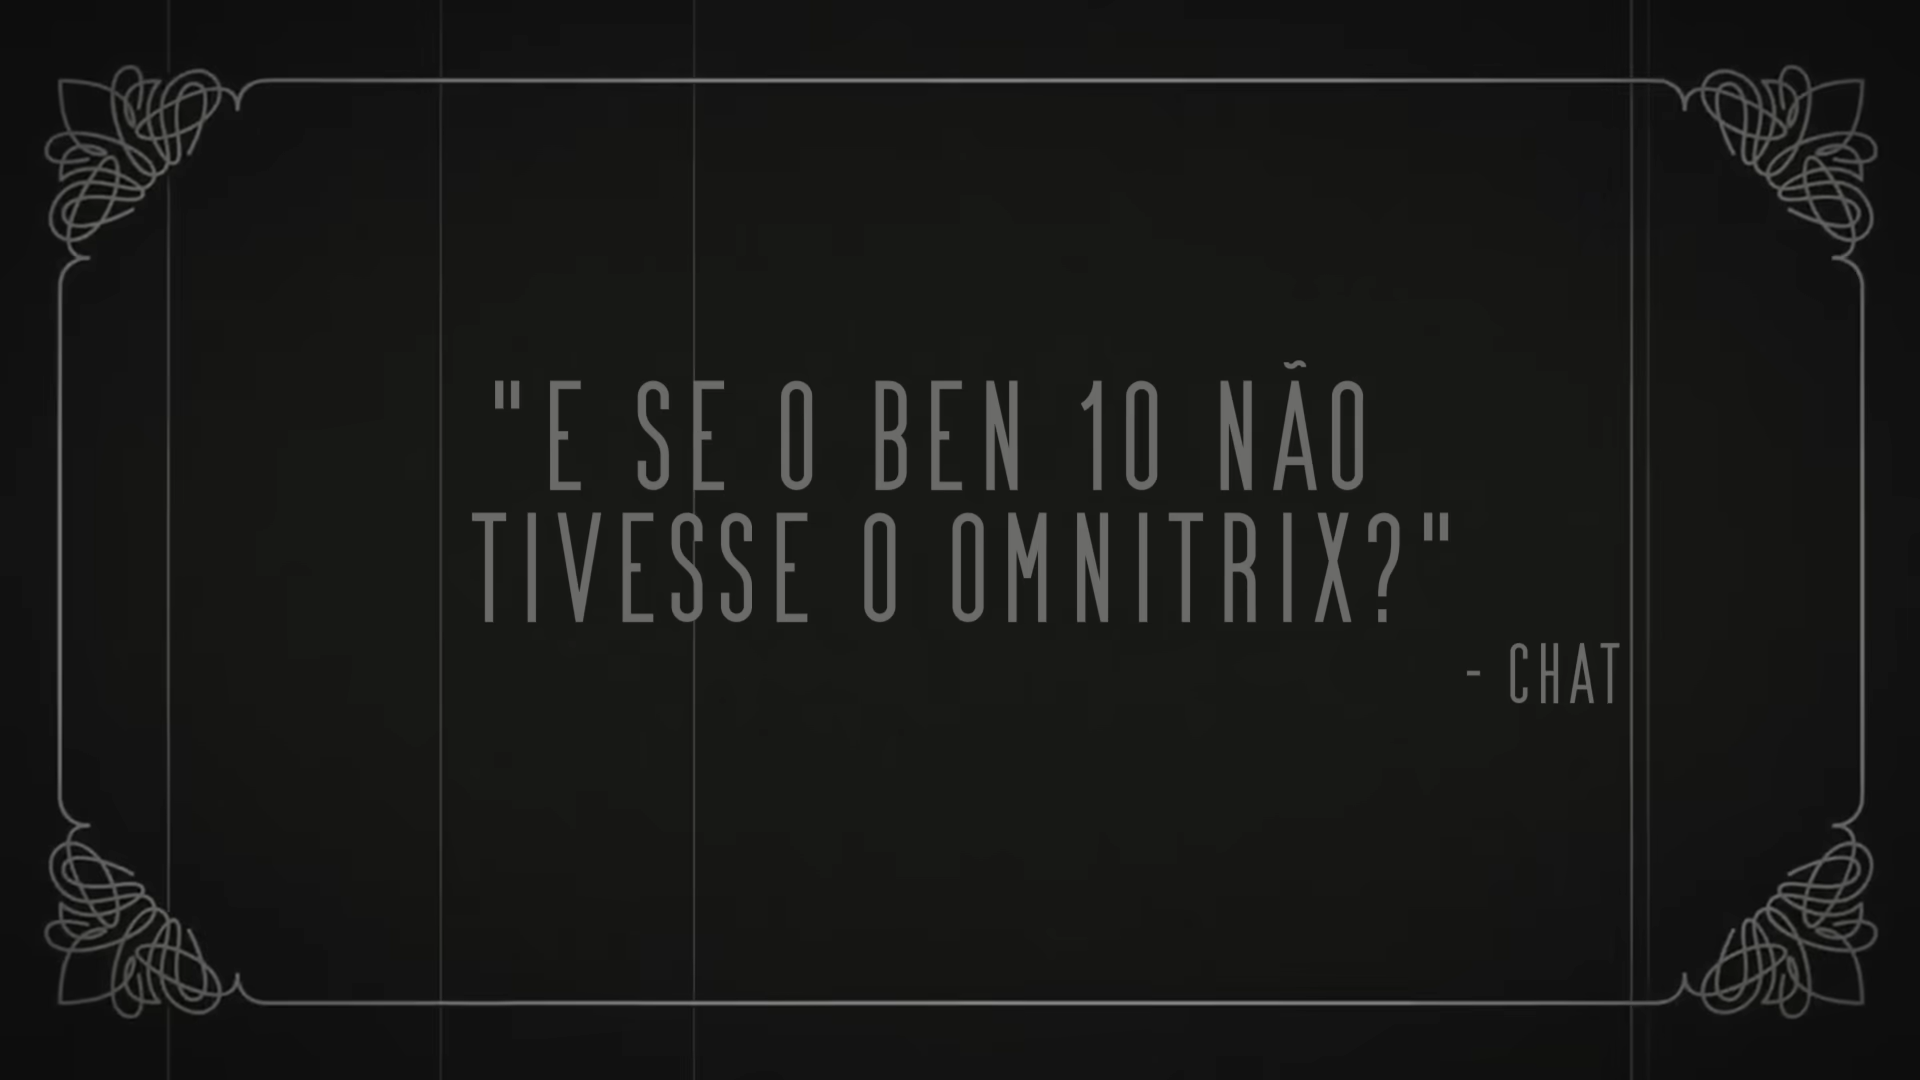 "E SE O BEN 10 NÃO
TIVESSE O OMNITRIX?"
- CHAT